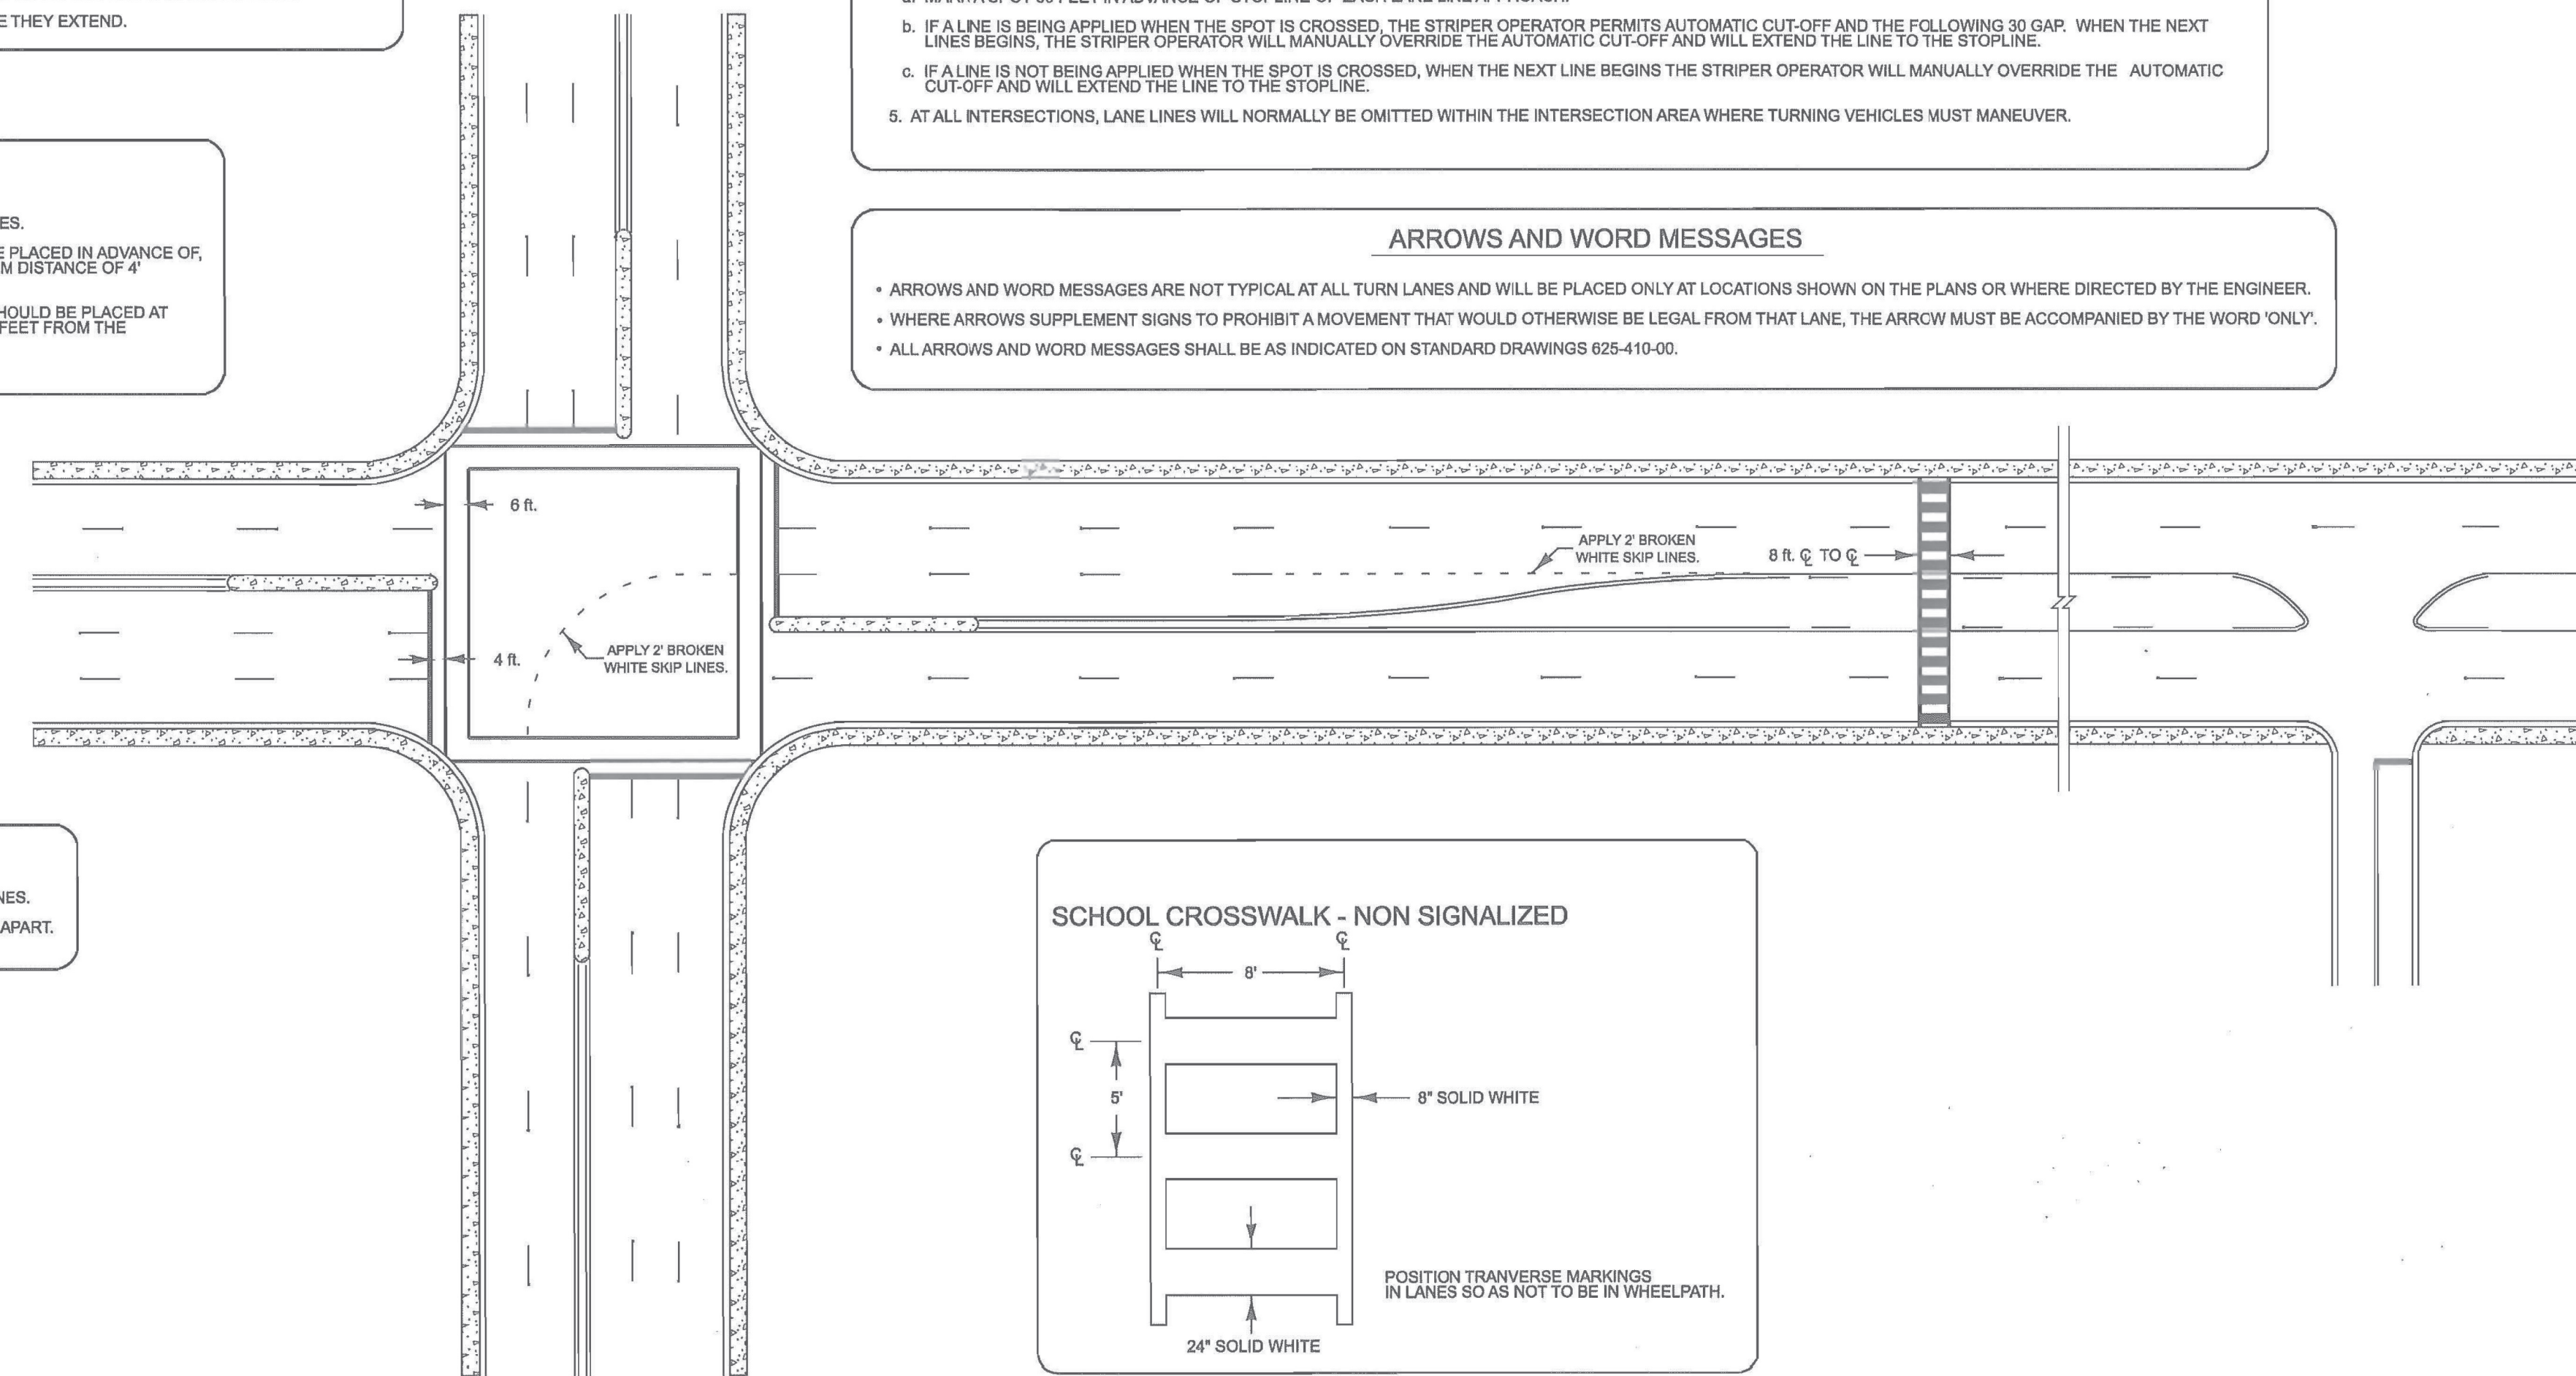 E THEY EXTEND.
b. IF A LINE IS BEING APPLIED WHEN THE SPOT IS CROSSED, THE STRIPER OPERATOR PERMITS AUTOMATIC CUT-OFF AND THE FOLLOWING 30 GAP. WHEN THE NEXT
LINES BEGINS, THE STRIPER OPERATOR WILL MANUALLY OVERRIDE THE AUTOMATIC CUT-OFF AND WILL EXTEND THE LINE TO THE STOPLINE.
c. IF A LINE IS NOT BEING APPLIED WHEN THE SPOT IS CROSSED, WHEN THE NEXT LINE BEGINS THE STRIPER OPERATOR WILL MANUALLY OVERRIDE THE AUTOMATIC
CUT-OFF AND WILL EXTEND THE LINE TO THE STOPLINE.
5. AT ALL INTERSECTIONS, LANE LINES WILL NORMALLY BE OMITTED WITHIN THE INTERSECTION AREA WHERE TURNING VEHICLES MUST MANEUVER.
ES.
E PLACED IN ADVANCE OF,
M DISTANCE OF 4'
HOULD BE PLACED AT
FEET FROM THE
ARROWS AND WORD MESSAGES
• ARROWS AND WORD MESSAGES ARE NOT TYPICAL AT ALL TURN LANES AND WILL BE PLACED ONLY AT LOCATIONS SHOWN ON THE PLANS OR WHERE DIRECTED BY THE ENGINEER.
• WHERE ARROWS SUPPLEMENT SIGNS TO PROHIBIT A MOVEMENT THAT WOULD OTHERWISE BE LEGAL FROM THAT LANE, THE ARROW MUST BE ACCOMPANIED BY THE WORD 'ONLY'.
• ALL ARROWS AND WORD MESSAGES SHALL BE AS INDICATED ON STANDARD DRAWINGS 625-410-00.
6 ft.
APPLY 2' BROKEN
WHITE SKIP LINES.
8 ft. ℄ TO ℄
4 ft.
APPLY 2' BROKEN
WHITE SKIP LINES.
NES.
APART.
SCHOOL CROSSWALK - NON SIGNALIZED
℄ ℄
8'
℄
5'
℄
8" SOLID WHITE
POSITION TRANVERSE MARKINGS
IN LANES SO AS NOT TO BE IN WHEELPATH.
24" SOLID WHITE